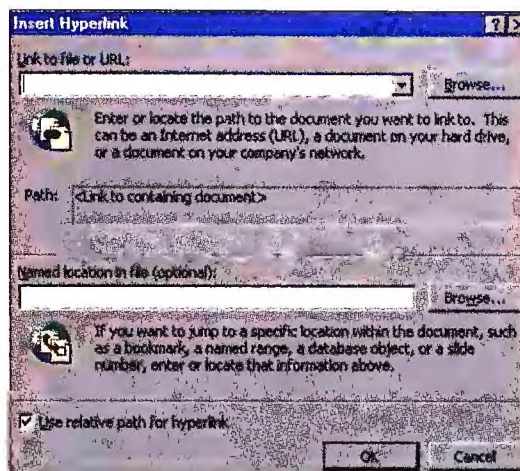 Insert Hyperlink
Link to file or URL:
Browse...
Enter or locate the path to the document you want to link to. This
can be an Internet address (URL), a document on your hard drive,
or a document on your company's network.
Path: <Link to containing document>
Named location in file (optional):
Browse...
If you want to jump to a specific location within the document, such
as a bookmark, a named range, a database object, or a slide
number, enter or locate that information above.
Use relative path for hyperlink
OK Cancel